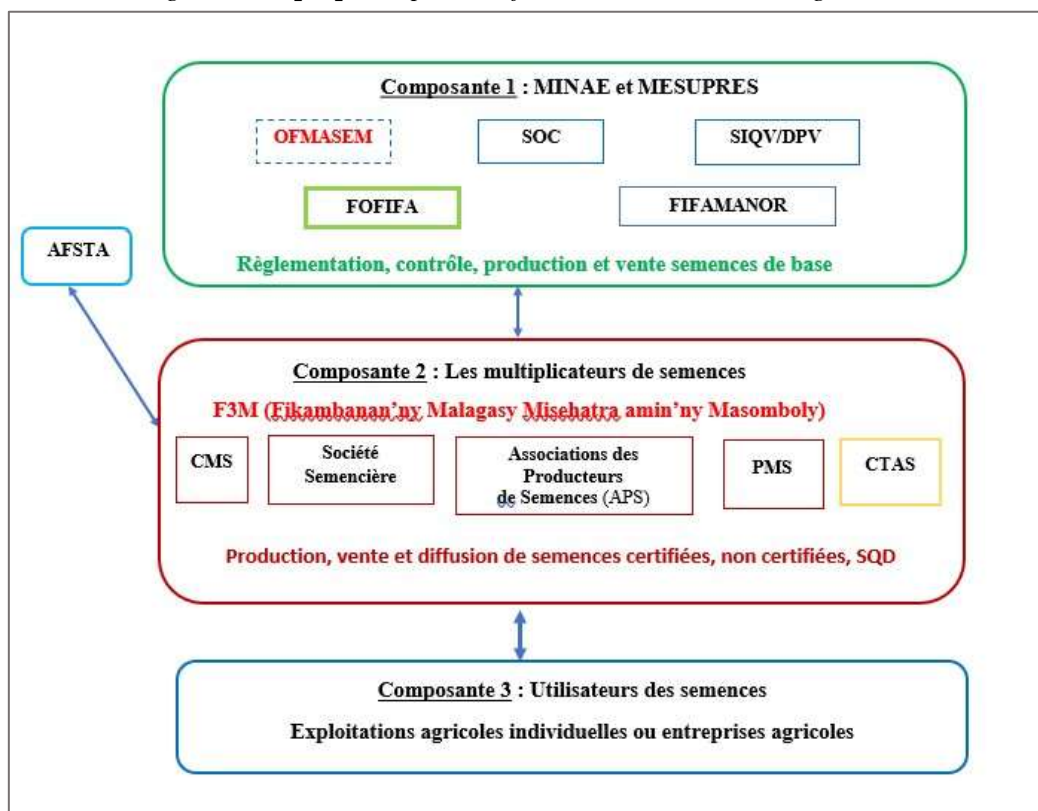 Composante 1 : MINAE et MESUPRES
OFMASEM
SOC
SIQV/DPV
FOFIFA
FIFAMANOR
AFSTA
Règlementation, contrôle, production et vente semences de base
Composante 2 : Les multiplicateurs de semences
F3M (Fikambanan’ny Malagasy Misehatra amin’ny Masomboly)
CMS
Société
Semencière
Associations des
Producteurs
de Semences (APS)
PMS
CTAS
Production, vente et diffusion de semences certifiées, non certifiées, SQD
Composante 3 : Utilisateurs des semences
Exploitations agricoles individuelles ou entreprises agricoles